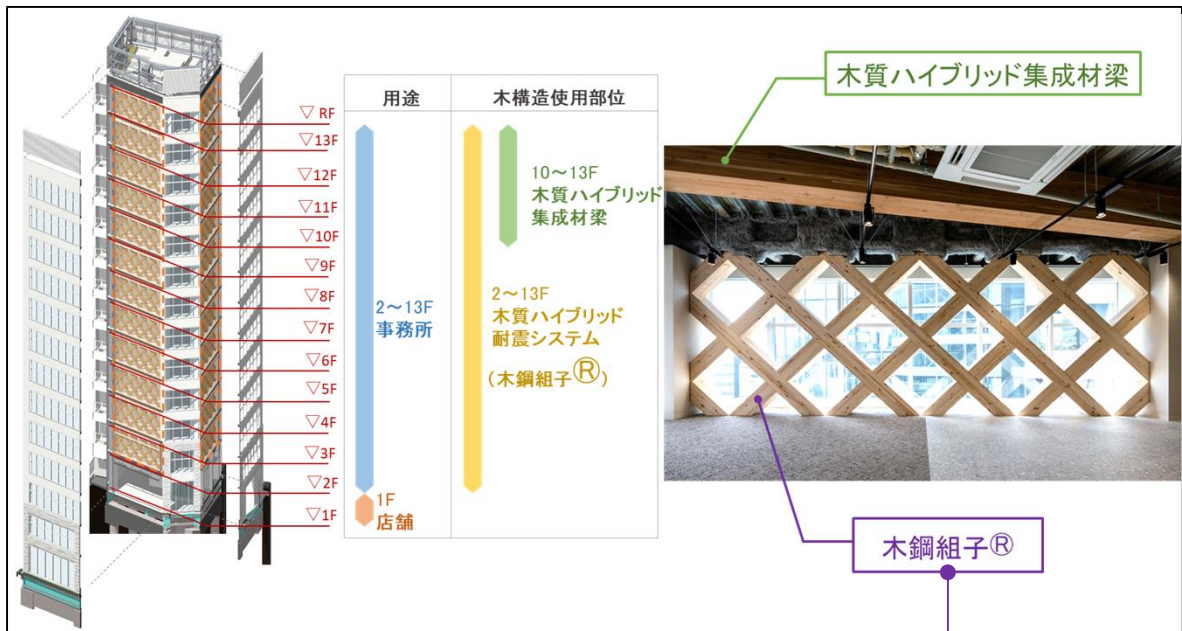 ▽RF
▽13F
▽12F
▽11F
▽10F
▽9F
▽8F
▽7F
▽6F
▽5F
▽4F
▽3F
▽2F
▽1F
用途
木構造使用部位
2～13F
事務所
1F
店舗
10～13F
木質ハイブリッド
集成材梁
2～13F
木質ハイブリッド
耐震システム
(木鋼組子®)
木質ハイブリッド集成材梁
木鋼組子®